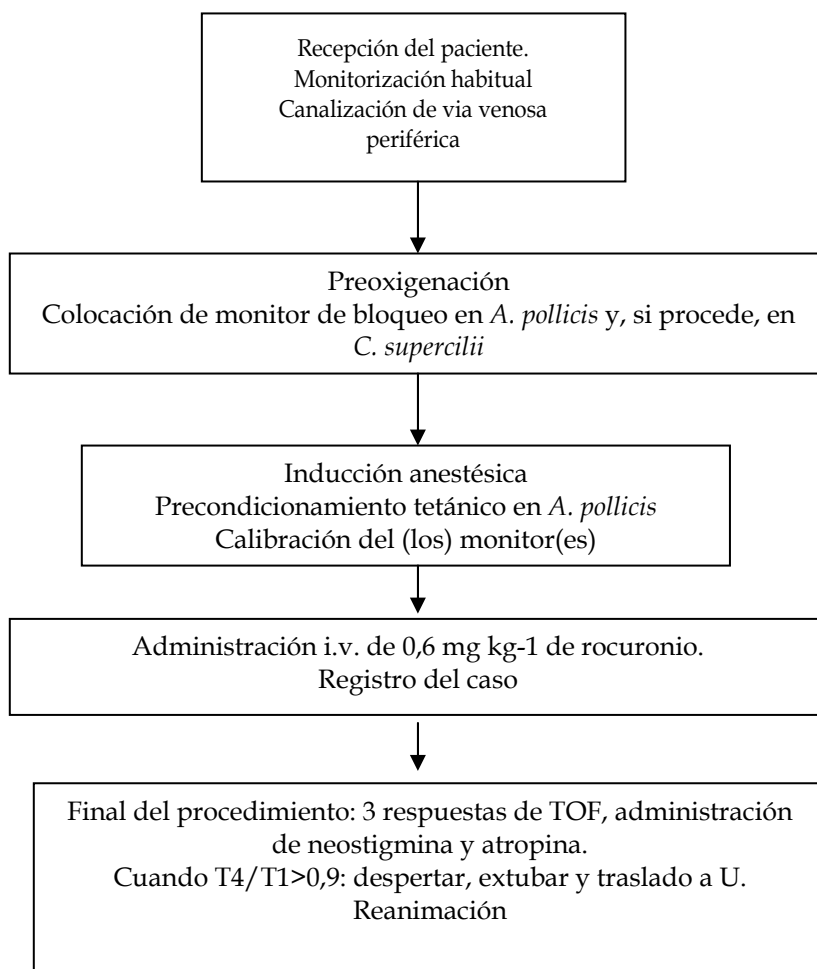 Recepción del paciente.
Monitorización habitual
Canalización de via venosa
periférica
Preoxigenación
Colocación de monitor de bloqueo en A. pollicis y, si procede, en
C. supercilii
Inducción anestésica
Precondicionamiento tetánico en A. pollicis
Calibración del (los) monitor(es)
Administración i.v. de 0,6 mg kg-1 de rocuronio.
Registro del caso
Final del procedimiento: 3 respuestas de TOF, administración
de neostigmina y atropina.
Cuando T4/T1>0,9: despertar, extubar y traslado a U.
Reanimación